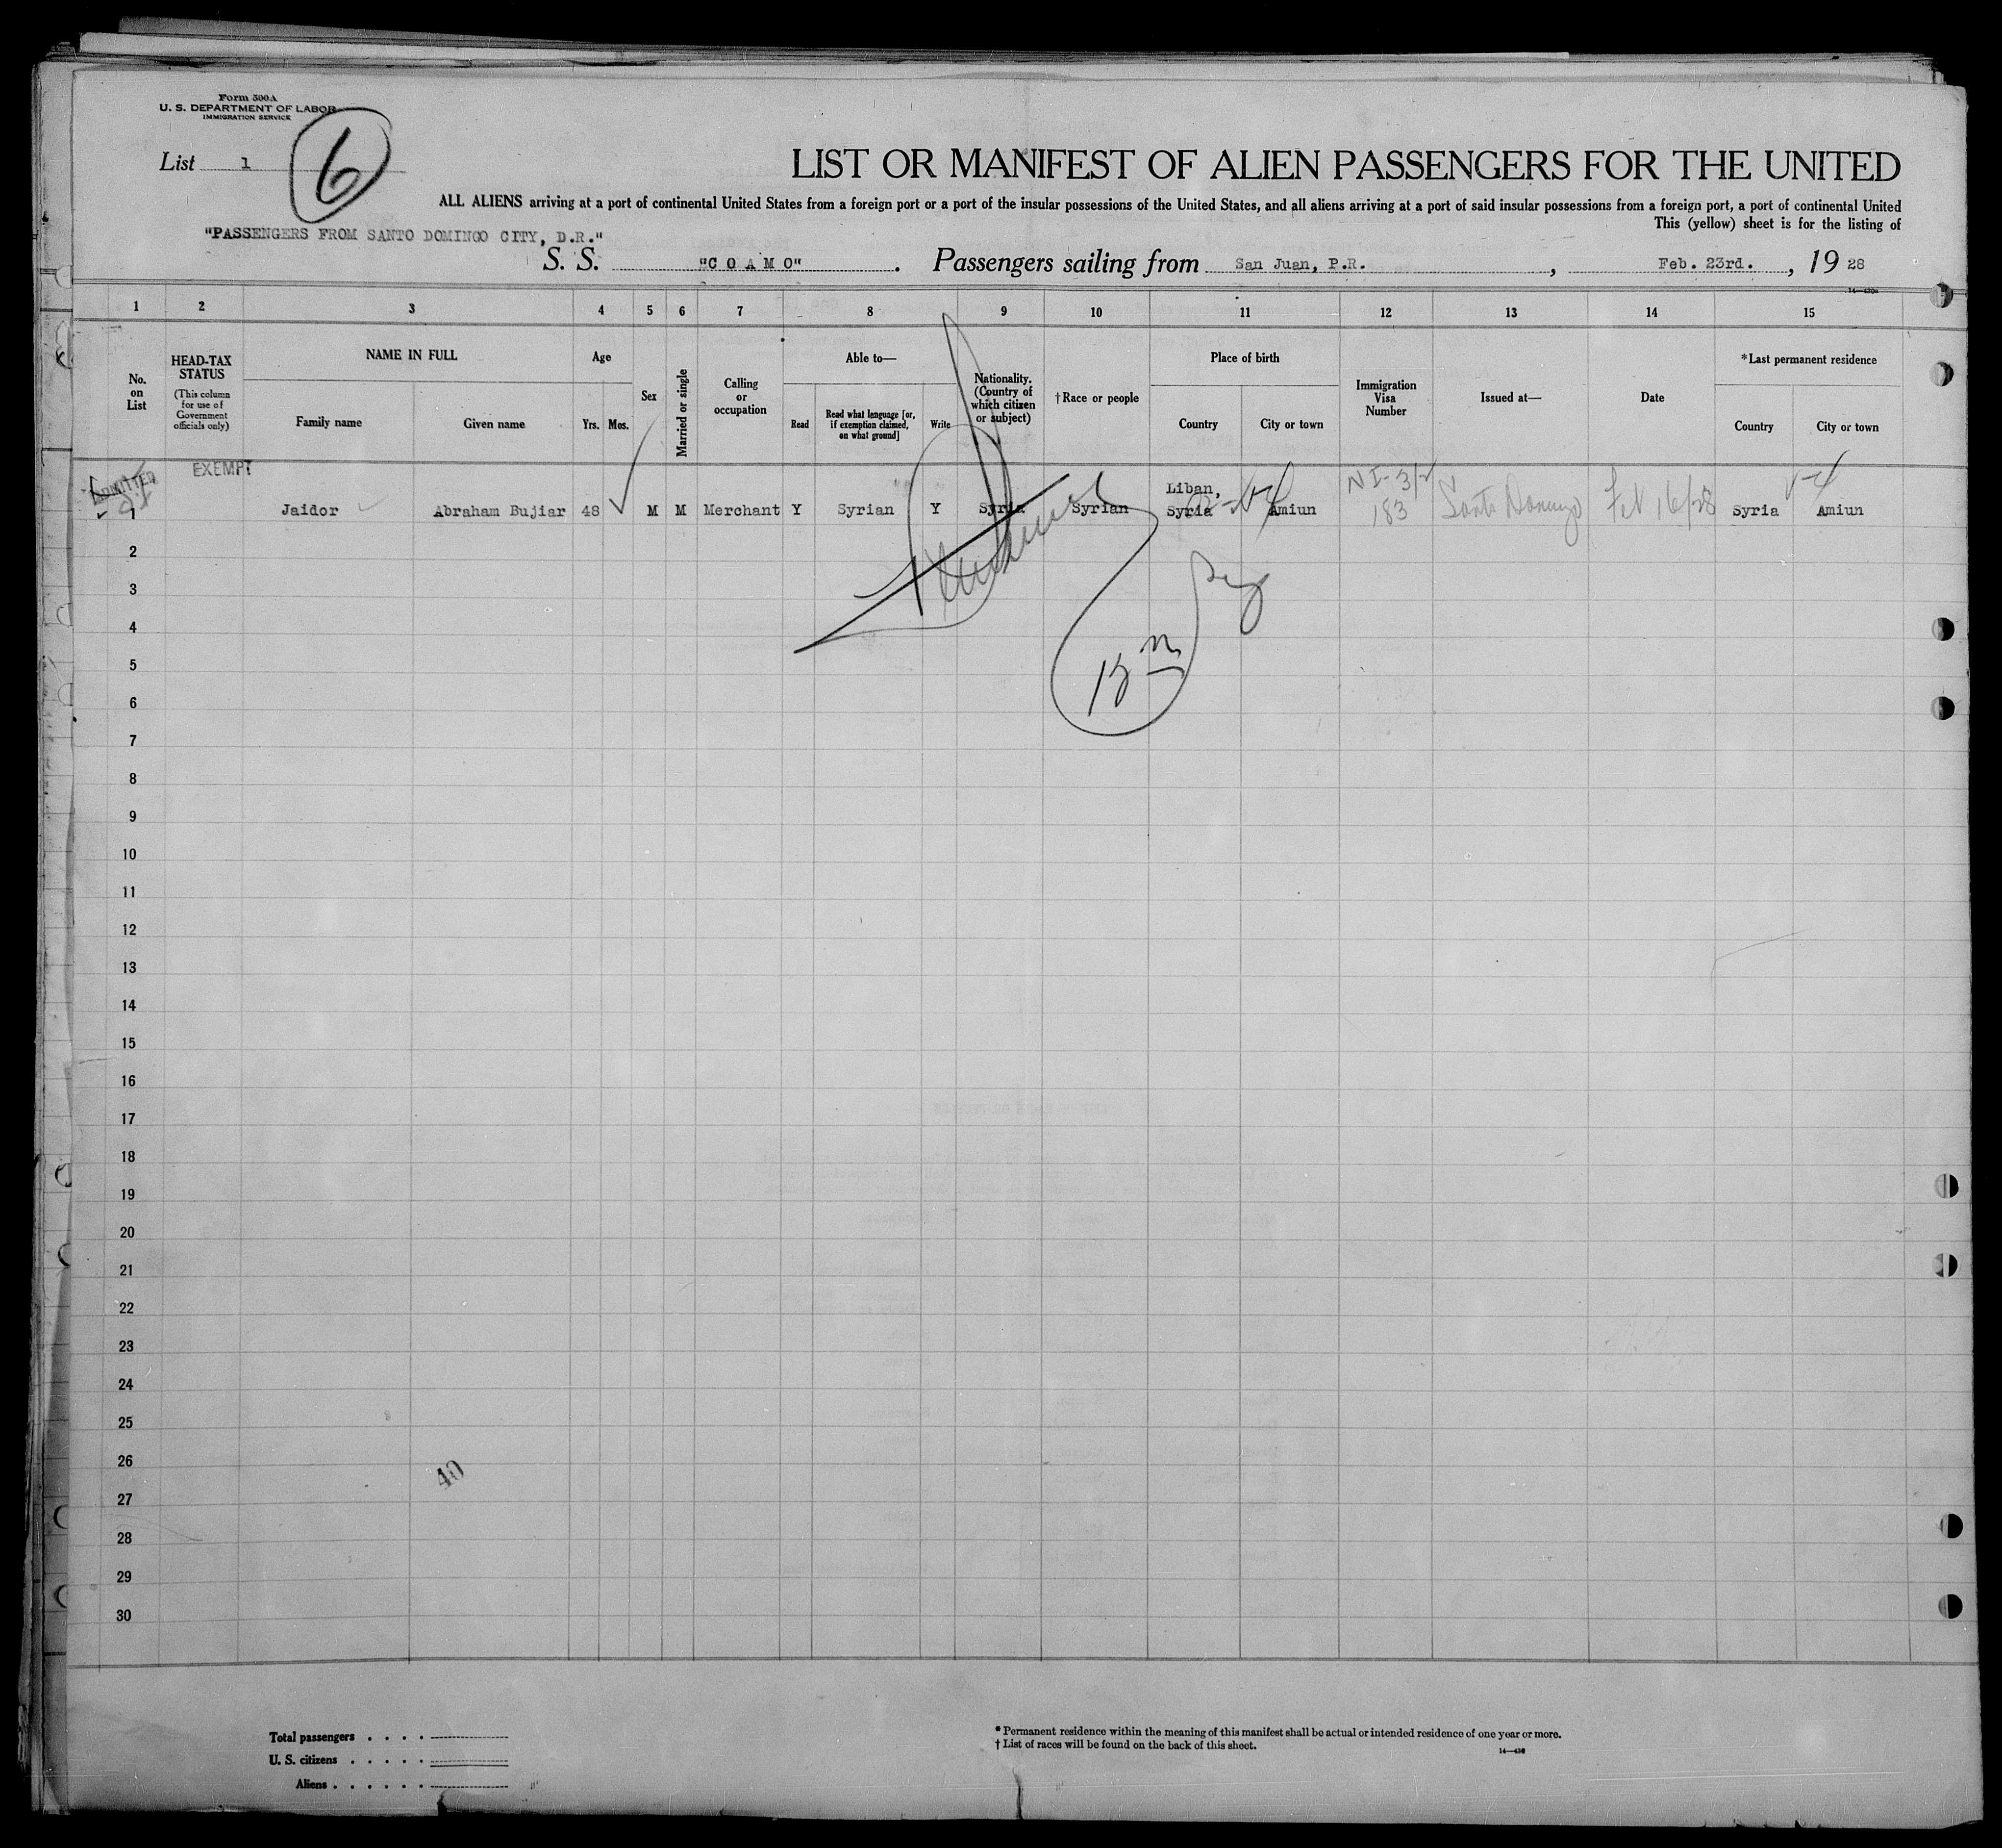 Form 500A
U. S. DEPARTMENT OF LABOR
IMMIGRATION SERVICE
List 1
6
LIST OR MANIFEST OF ALIEN PASSENGERS FOR THE UNITED
ALL ALIENS arriving at a port of continental United States from a foreign port or a port of the insular possessions of the United States, and all aliens arriving at a port of said insular possessions from a foreign port, a port of continental United
This (yellow) sheet is for the listing of
"PASSENGERS FROM SANTO DOMINGO CITY, D.R."
S. S. "C O A M O" . Passengers sailing from San Juan, P.R. , Feb. 23rd. , 19 28
1 2 3 4 5 6 7 8 9 10 11 12 13 14 15
No. on List
HEAD-TAX STATUS
(This column for use of Government officials only)
NAME IN FULL
Family name
Given name
Age
Yrs.
Mos.
Sex
Married or single
Calling or occupation
Able to—
Read
Read what language [or, if exemption claimed, on what ground]
Write
Nationality. (Country of which citizen or subject)
†Race or people
Place of birth
Country
City or town
Immigration Visa Number
Issued at—
Date
*Last permanent residence
Country
City or town
ADMITTED
EXEMPT
1 Jaidor Abraham Bujiar 48 M M Merchant Y Syrian Y Syria Syrian Liban, Syria Amiun 183 Santo Domingo Feb 16/28 Syria Amiun
2
3
4
5
6
7
8
9
10
11
12
13
14
15
16
17
18
19
20
21
22
23
24
25
26
27
28
29
30
40
Total passengers . . . .
U. S. citizens . . . . .
Aliens . . . . . .
* Permanent residence within the meaning of this manifest shall be actual or intended residence of one year or more.
† List of races will be found on the back of this sheet.